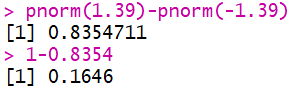 > pnorm(1.39)-pnorm(-1.39)
[1] 0.8354711
> 1-0.8354
[1] 0.1646